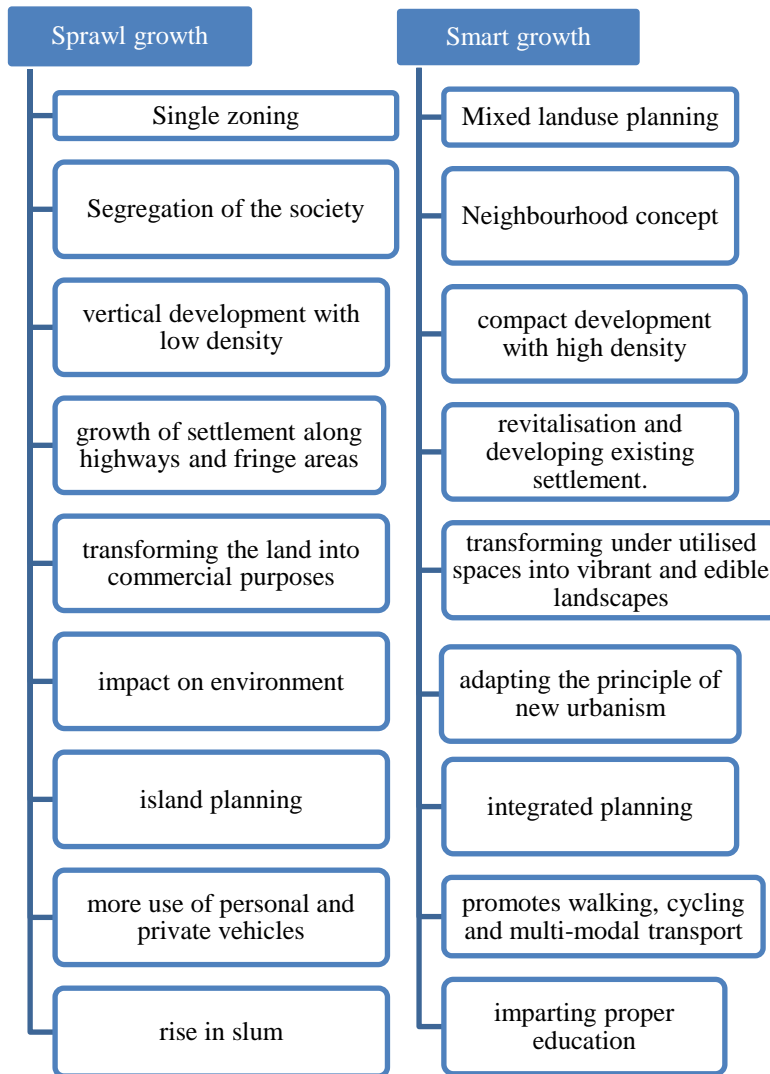 Sprawl growth
Single zoning
Segregation of the society
vertical development with
low density
growth of settlement along
highways and fringe areas
transforming the land into
commercial purposes
impact on environment
island planning
more use of personal and
private vehicles
rise in slum
Smart growth
Mixed landuse planning
Neighbourhood concept
compact development
with high density
revitalisation and
developing existing
settlement.
transforming under utilised
spaces into vibrant and edible
landscapes
adapting the principle of
new urbanism
integrated planning
promotes walking, cycling
and multi-modal transport
imparting proper
education